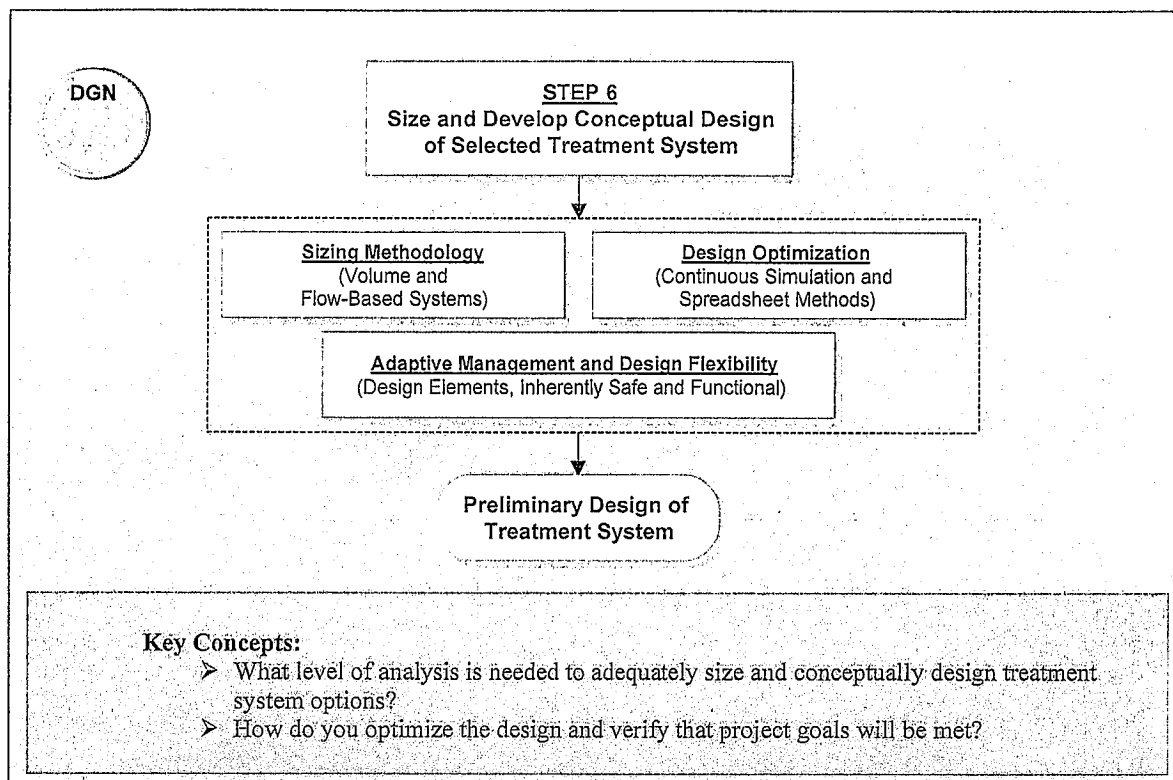 DGN
STEP 6
Size and Develop Conceptual Design
of Selected Treatment System
Sizing Methodology
(Volume and
Flow-Based Systems)
Design Optimization
(Continuous Simulation and
Spreadsheet Methods)
Adaptive Management and Design Flexibility
(Design Elements, Inherently Safe and Functional)
Preliminary Design of
Treatment System
Key Concepts:
➤ What level of analysis is needed to adequately size and conceptually design treatment
system options?
➤ How do you optimize the design and verify that project goals will be met?